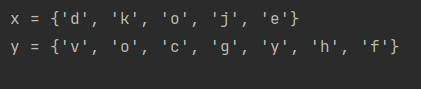 x = {'d', 'k', 'o', 'j', 'e'}
y = {'v', 'o', 'c', 'g', 'y', 'h', 'f'}